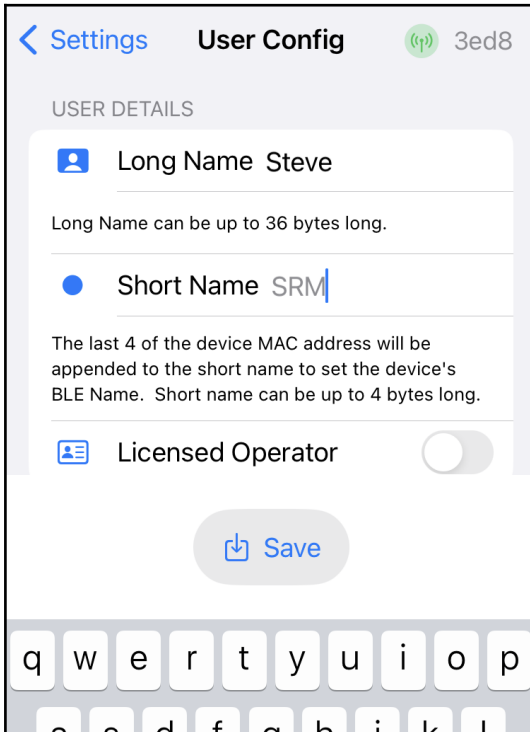 Settings User Config 3ed8
USER DETAILS
Long Name Steve
Long Name can be up to 36 bytes long.
Short Name SRM
The last 4 of the device MAC address will be
appended to the short name to set the device's
BLE Name. Short name can be up to 4 bytes long.
Licensed Operator
Save
q w e r t y u i o p
a s d f g h j k l